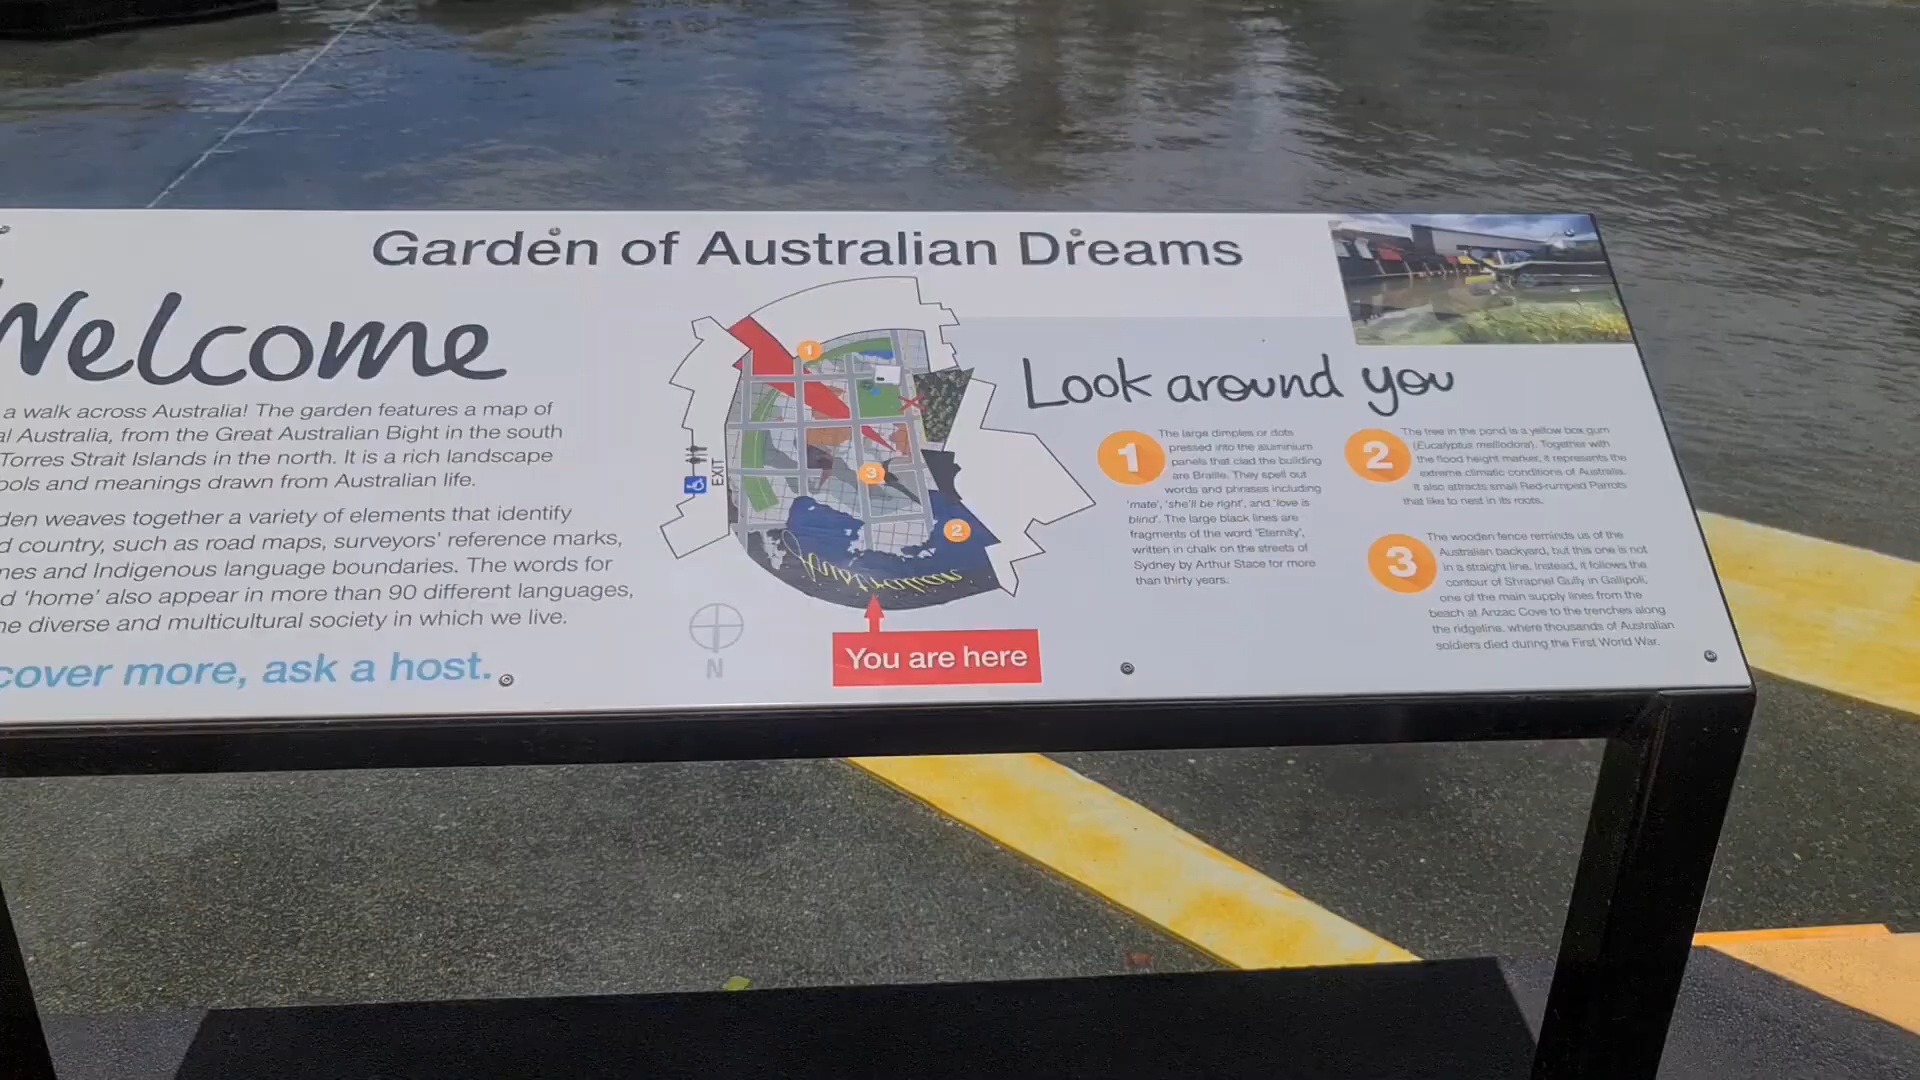 Garden of Australian Dreams
Welcome
a walk across Australia! The garden features a map of
al Australia, from the Great Australian Bight in the south
Torres Strait Islands in the north. It is a rich landscape
ools and meanings drawn from Australian life.
den weaves together a variety of elements that identify
d country, such as road maps, surveyors' reference marks,
nes and Indigenous language boundaries. The words for
d 'home' also appear in more than 90 different languages,
he diverse and multicultural society in which we live.
cover more, ask a host.
1
3
2
EXIT
Australian
N
You are here
Look around you
1
The large dimples or dots
pressed into the aluminium
panels that clad the building
are Braille. They spell out
words and phrases including
'mate', 'she'll be right', and 'love is
blind'. The large black lines are
fragments of the word 'Eternity',
written in chalk on the streets of
Sydney by Arthur Stace for more
than thirty years.
2
The tree in the pond is a yellow box gum
(Eucalyptus melliodora). Together with
the flood height marker, it represents the
extreme climatic conditions of Australia.
It also attracts small Red-rumped Parrots
that like to nest in its roots.
3
The wooden fence reminds us of the
Australian backyard, but this one is not
in a straight line. Instead, it follows the
contour of Shrapnel Gully in Gallipoli,
one of the main supply lines from the
beach at Anzac Cove to the trenches along
the ridgeline, where thousands of Australian
soldiers died during the First World War.